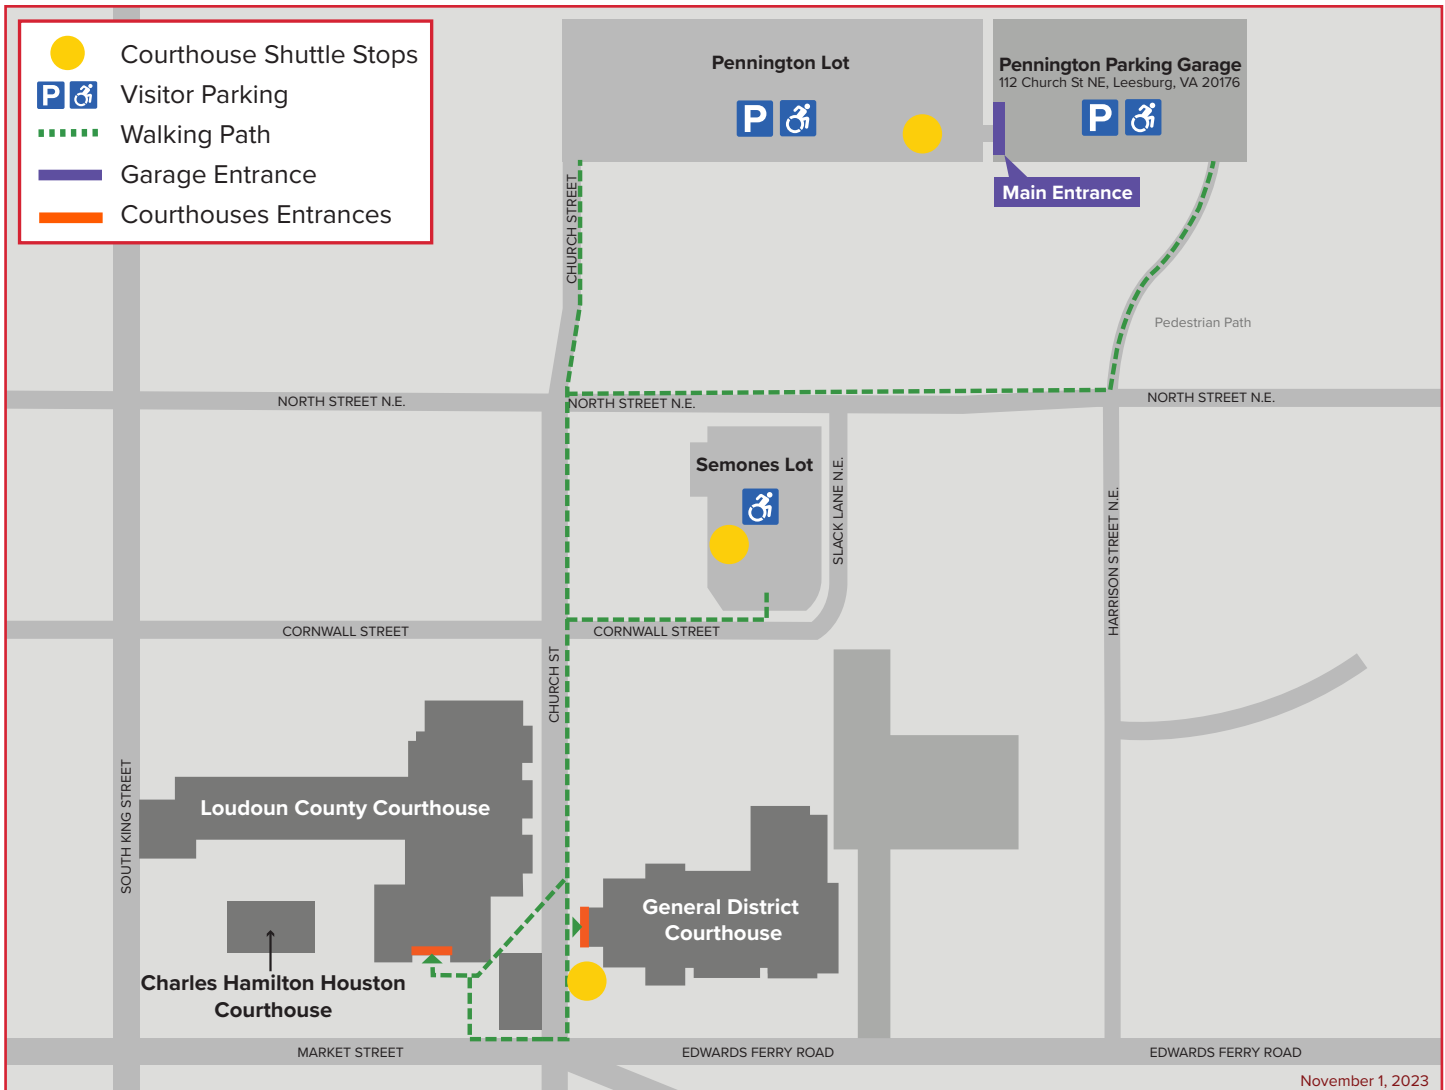 Courthouse Shuttle Stops
P
Visitor Parking
Walking Path
Garage Entrance
Courthouses Entrances
Pennington Lot
P
Pennington Parking Garage
112 Church St NE, Leesburg, VA 20176
P
Main Entrance
CHURCH STREET
Pedestrian Path
NORTH STREET N.E.
NORTH STREET N.E.
NORTH STREET N.E.
Semones Lot
SLACK LANE N.E.
HARRISON STREET N.E.
CORNWALL STREET
CORNWALL STREET
CHURCH ST
SOUTH KING STREET
Loudoun County Courthouse
General District
Courthouse
Charles Hamilton Houston
Courthouse
MARKET STREET
EDWARDS FERRY ROAD
EDWARDS FERRY ROAD
November 1, 2023